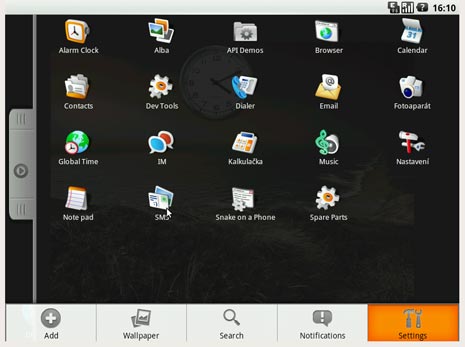 16:10
Alarm Clock Alba API Demos Browser Calendar
Contacts Dev Tools Dialer Email Fotoaparát
Global Time IM Kalkulačka Music Nastavení
Note pad SMS Snake on a Phone Spare Parts
Add Wallpaper Search Notifications Settings